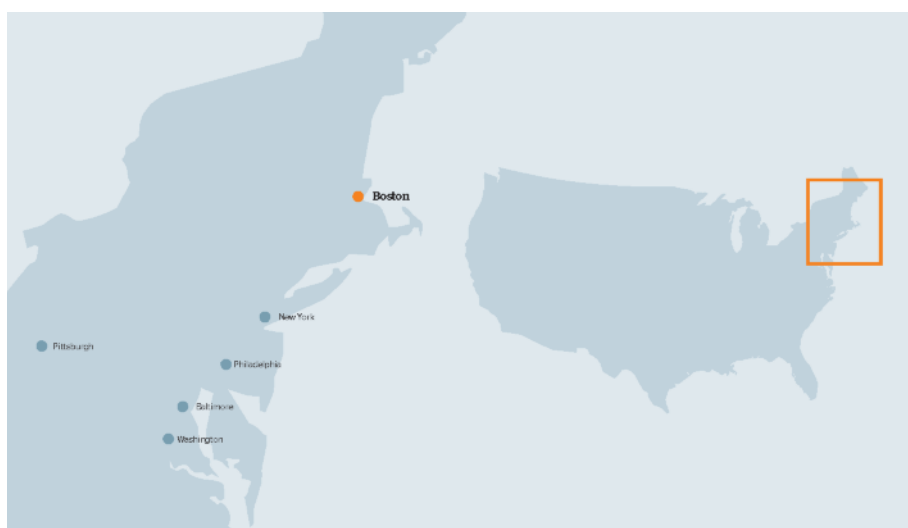 Boston
New York
Pittsburgh
Philadelphia
Baltimore
Washington